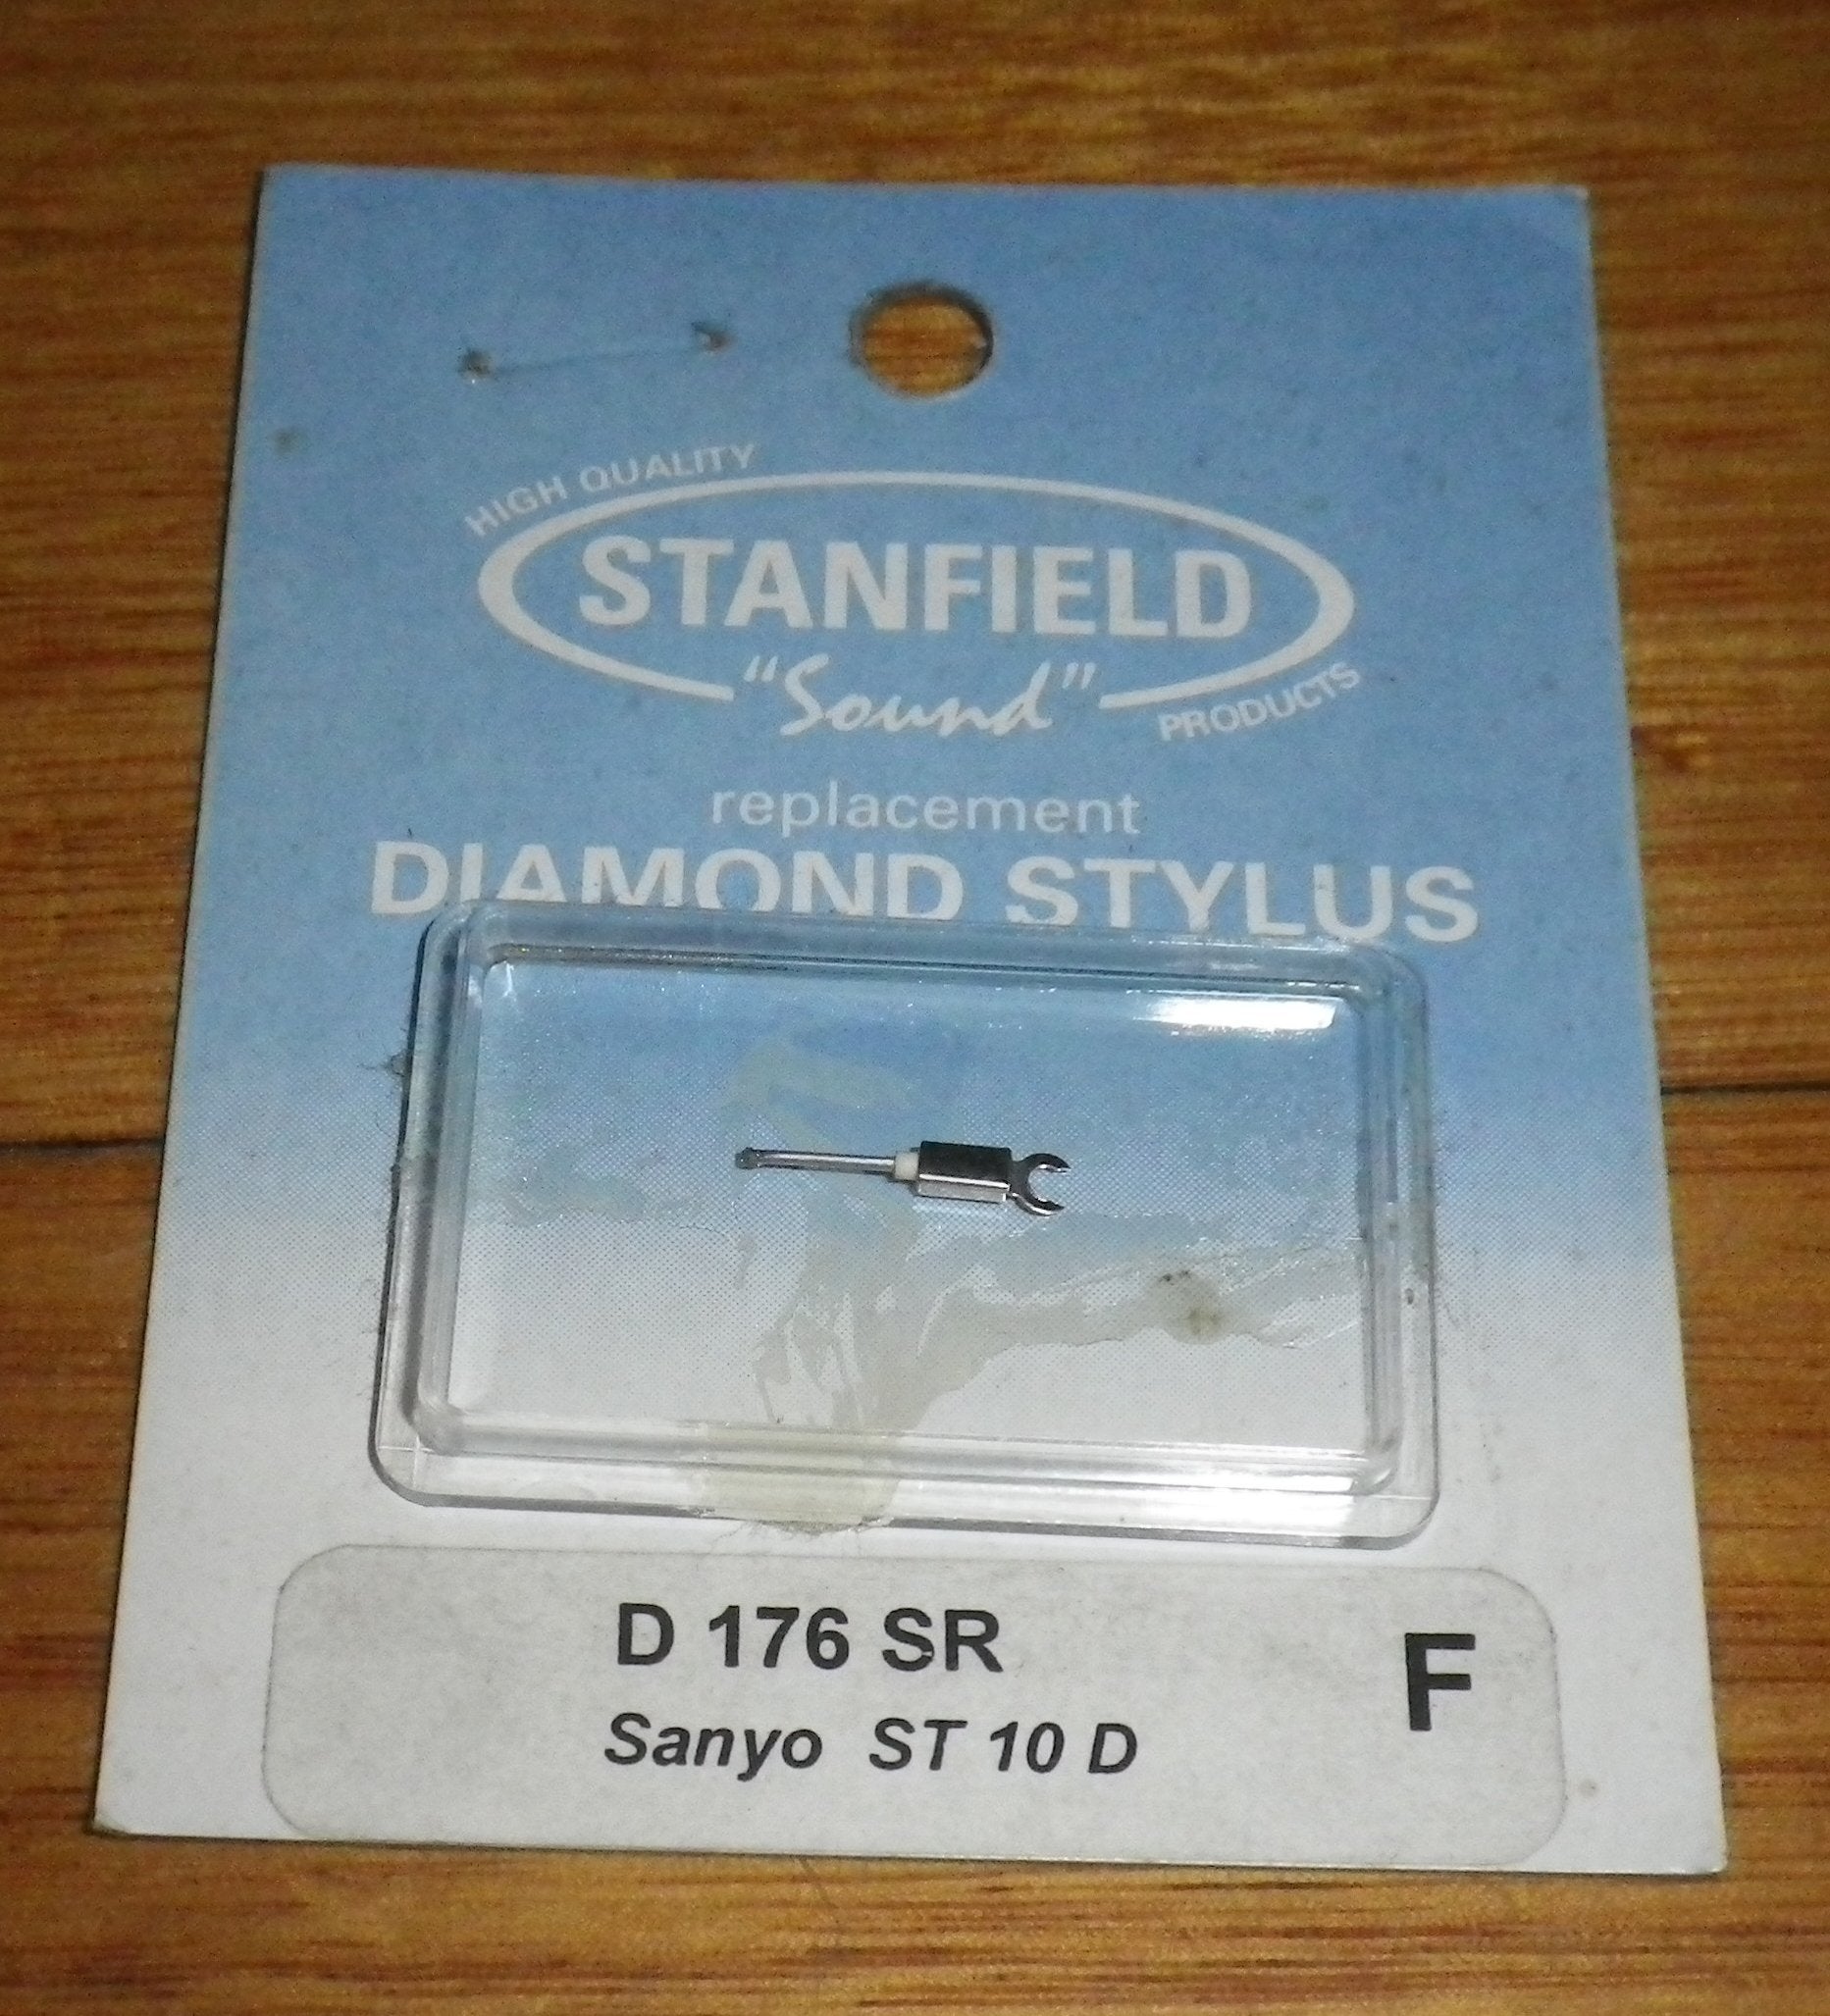 HIGH QUALITY
STANFIELD
"Sound"
PRODUCTS
replacement
DIAMOND STYLUS
D 176 SR
F
Sanyo ST 10 D